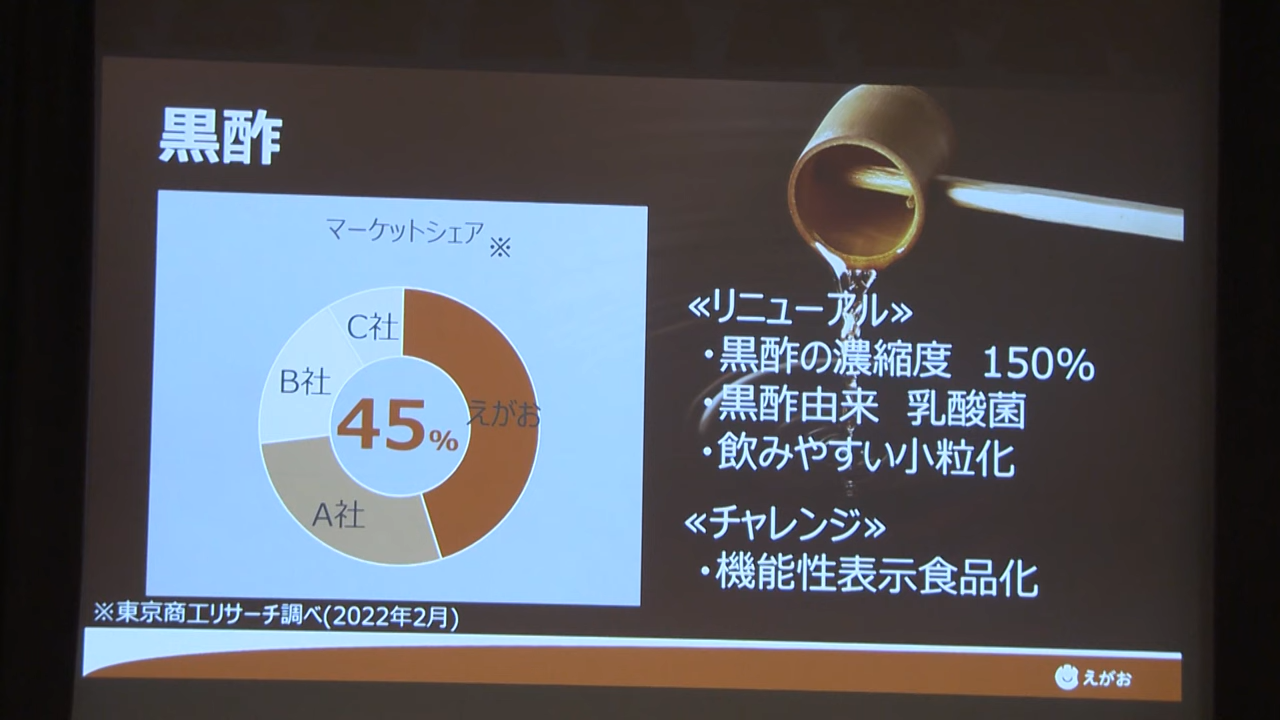 黒酢
マーケットシェア※
C社
B社
えがお
45%
A社
≪リニューアル≫
・黒酢の濃縮度 150%
・黒酢由来 乳酸菌
・飲みやすい小粒化
≪チャレンジ≫
・機能性表示食品化
※東京商工リサーチ調べ(2022年2月)
えがお